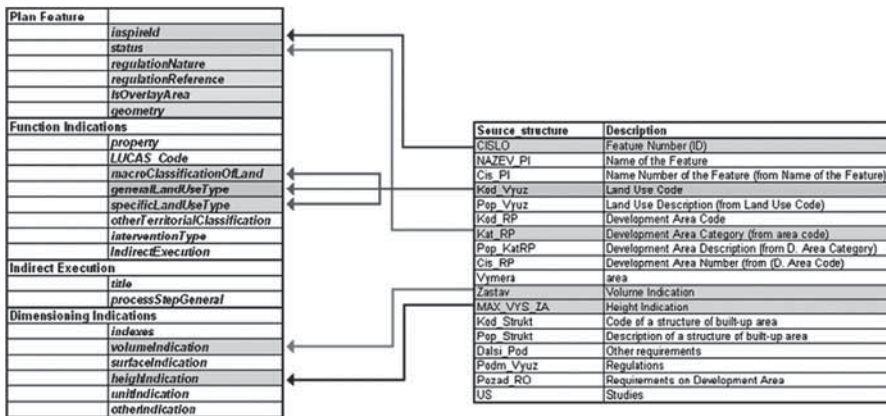 Plan Feature
inspireId
status
regulationNature
regulationReference
IsOverlayArea
geometry
Function Indications
property
LUCAS_Code
macroClassificationOfLand
generalLandUseType
specificLandUseType
otherTerritorialClassification
interventionType
IndirectExecution
Indirect Execution
title
processStepGeneral
Dimensioning Indications
indexes
volumeIndication
surfaceIndication
heighIndication
unitIndication
otherIndication
Source_structure Description
CISLO Feature Number (ID)
NAZEV_PI Name of the Feature
Cis_PI Name Number of the Feature (from Name of the Feature)
Kod_Vyuz Land Use Code
Pop_Vyuz Land Use Description (from Land Use Code)
Kod_RP Development Area Code
Kat_RP Development Area Category (from area code)
Pop_KatRP Development Area Description (from D. Area Category)
Cis_RP Development Area Number (from (D. Area Code)
Vymera area
Zastav Volume Indication
MAX_VYS_ZA Height Indication
Kod_Strukt Code of a structure of built-up area
Pop_Strukt Description of a structure of built-up area
Dalsi_Pod Other requirements
Podm_Vyuz Regulations
Pozad_RO Requirements on Development Area
US Studies